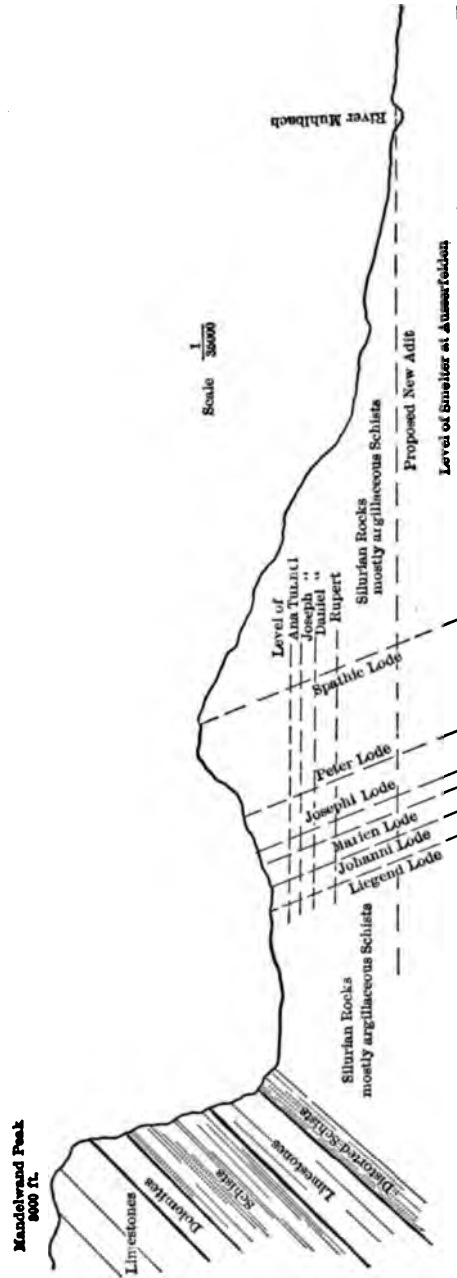 Mandelwand Peak
8000 ft.
Limestones
Dolomites
Schists
Limestones
Distorted Schists
Silurian Rocks
mostly argillaceous Schists
Liegend Lode
Johanni Lode
Marien Lode
Josephi Lode
Peter Lode
Spathic Lode
Level of
Ana Tunnel
Joseph "
Daniel "
Rupert
Silurian Rocks
mostly argillaceous Schists
Proposed New Adit
Level of Smelter at Ausserfelden
Scale 1
35000
River Muhlbach